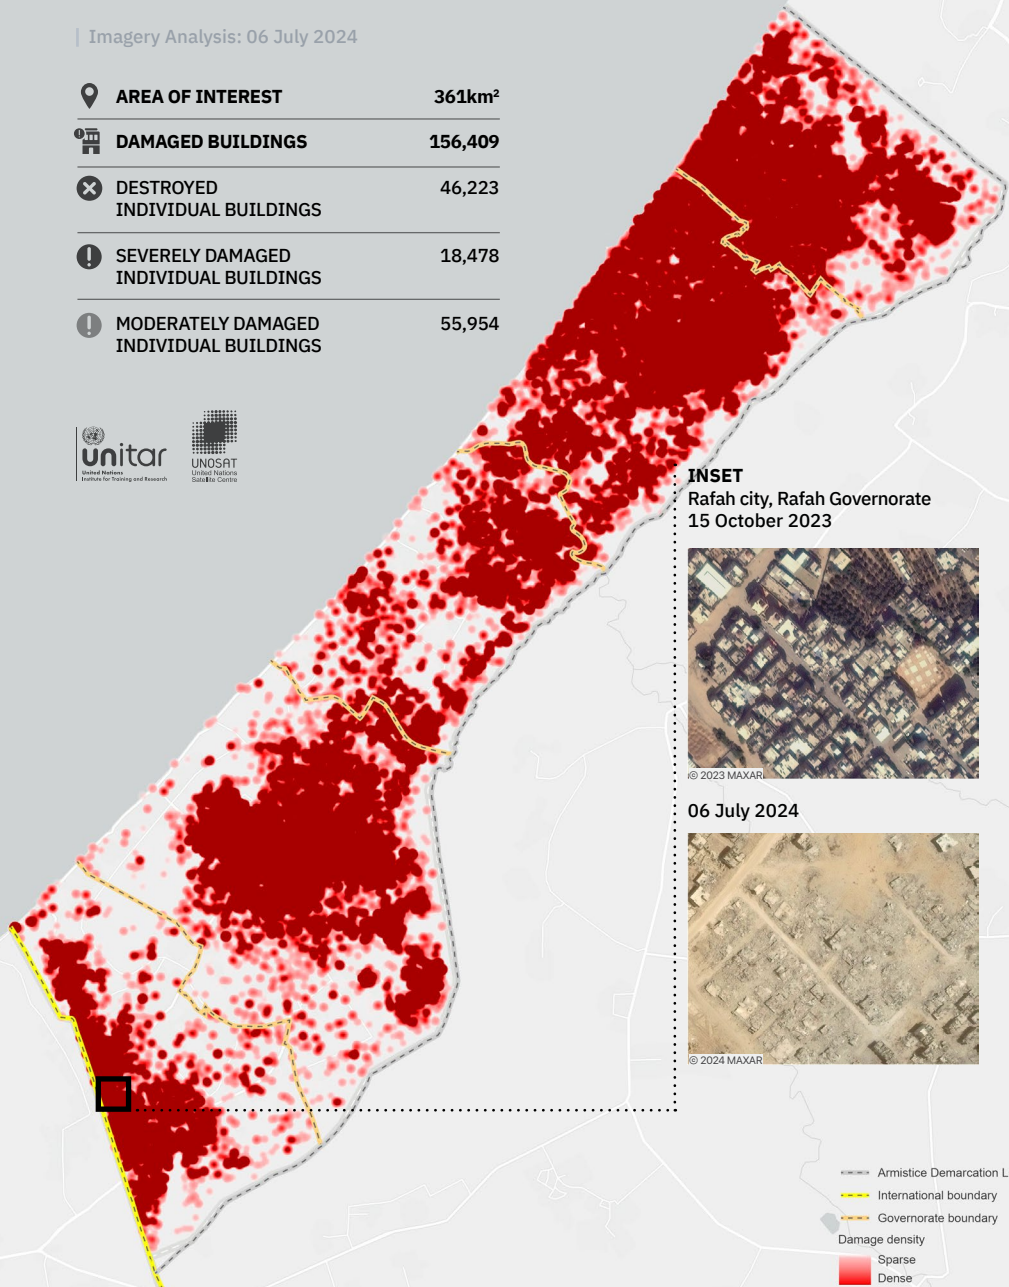 Imagery Analysis: 06 July 2024
AREA OF INTEREST 361km²
DAMAGED BUILDINGS 156,409
DESTROYED 46,223
INDIVIDUAL BUILDINGS
SEVERELY DAMAGED 18,478
INDIVIDUAL BUILDINGS
MODERATELY DAMAGED 55,954
INDIVIDUAL BUILDINGS
unitar
United Nations
Institute for Training and Research
UNOSAT
United Nations
Satellite Centre
INSET
Rafah city, Rafah Governorate
15 October 2023
© 2023 MAXAR
06 July 2024
© 2024 MAXAR
Armistice Demarcation L
International boundary
Governorate boundary
Damage density
Sparse
Dense